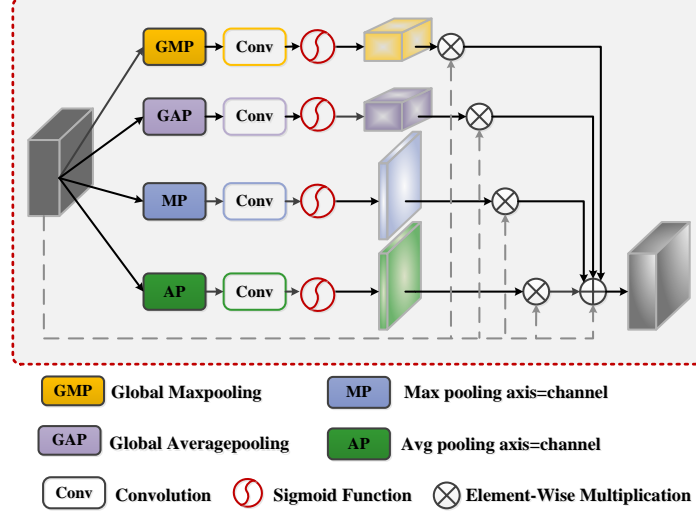 GMP Conv
GAP Conv
MP Conv
AP Conv
GMP Global Maxpooling MP Max pooling axis=channel
GAP Global Averagepooling AP Avg pooling axis=channel
Conv Convolution Sigmoid Function Element-Wise Multiplication